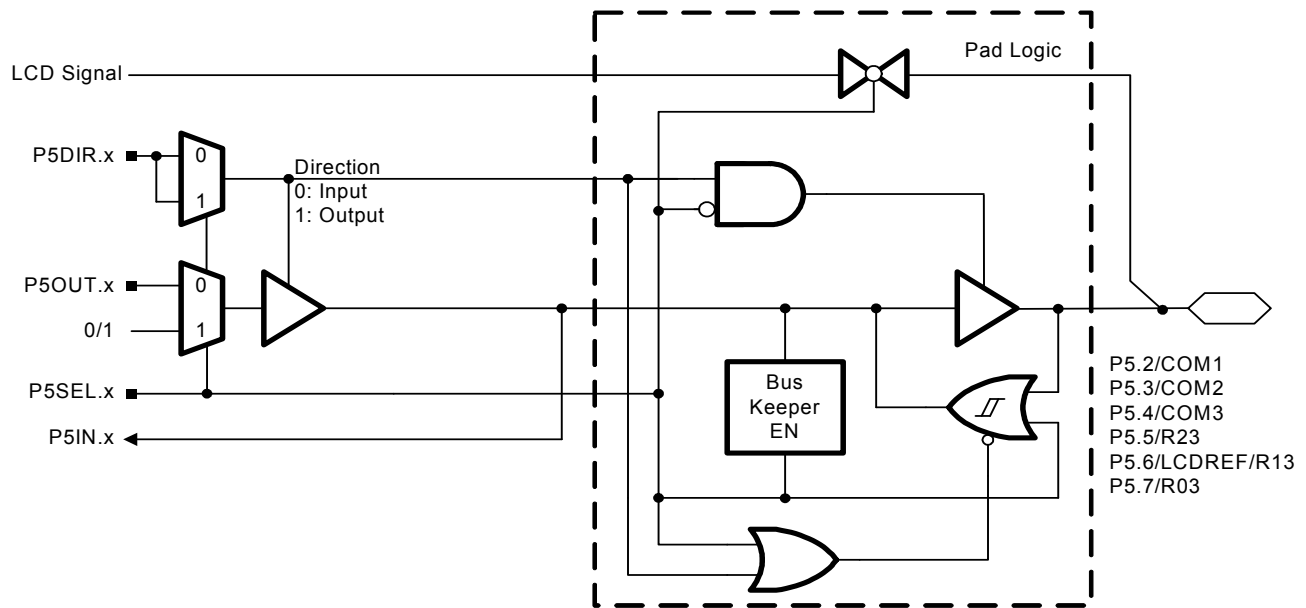 Pad Logic
LCD Signal
P5DIR.x
0
1
Direction
0: Input
1: Output
P5OUT.x
0
0/1
1
P5SEL.x
P5IN.x
Bus
Keeper
EN
P5.2/COM1
P5.3/COM2
P5.4/COM3
P5.5/R23
P5.6/LCDREF/R13
P5.7/R03